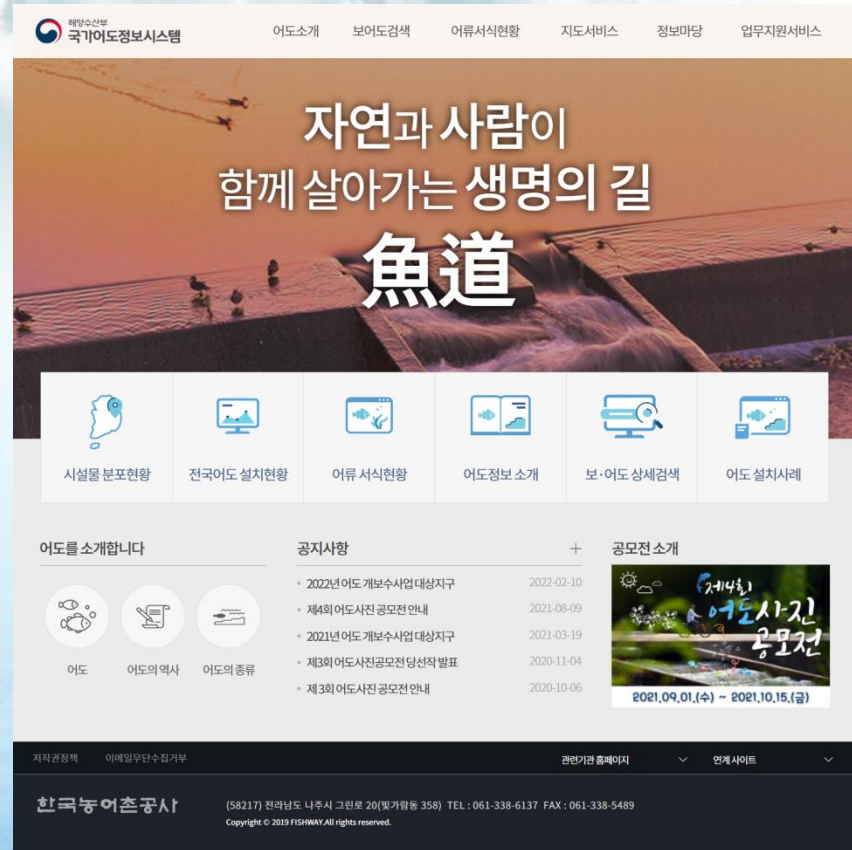 해양수산부
국가어도정보시스템
어도소개 보어도검색 어류서식현황 지도서비스 정보마당 업무지원서비스
자연과 사람이
함께 살아가는 생명의 길
魚道
시설물 분포현황 전국어도 설치현황 어류 서식현황 어도정보 소개 보·어도 상세검색 어도 설치사례
어도를 소개합니다
어도 어도의 역사 어도의 종류
공지사항 +
2022년 어도 개보수사업 대상지구 2022-02-10
제4회 어도사진 공모전 안내 2021-08-09
2021년 어도 개보수사업 대상지구 2021-03-19
제3회 어도사진공모전 당선작 발표 2020-11-04
제 3회 어도사진 공모전 안내 2020-10-06
공모전 소개
제4회
어도사진
공모전
2021.09.01.(수) ~ 2021.10.15.(금)
저작권정책 이메일무단수집거부 관련기관 홈페이지 연계 사이트
한국농어촌공사
(58217) 전라남도 나주시 그린로 20(빛가람동 358) TEL : 061-338-6137 FAX : 061-338-5489
Copyright © 2019 FISHWAY.All rights reserved.